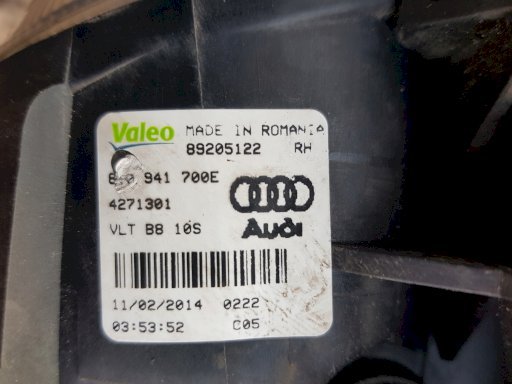 Valeo MADE IN ROMANIA
89205122 RH
941 700E
4271301
Audi
VLT B8 10S
11/02/2014 0222
03:53:52 C05